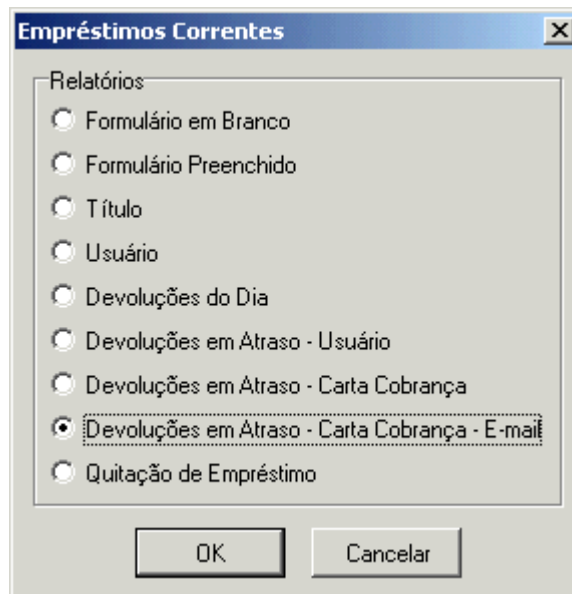 Empréstimos Correntes
Relatórios
Formulário em Branco
Formulário Preenchido
Título
Usuário
Devoluções do Dia
Devoluções em Atraso - Usuário
Devoluções em Atraso - Carta Cobrança
Devoluções em Atraso - Carta Cobrança - E-mail
Quitação de Empréstimo
OK Cancelar